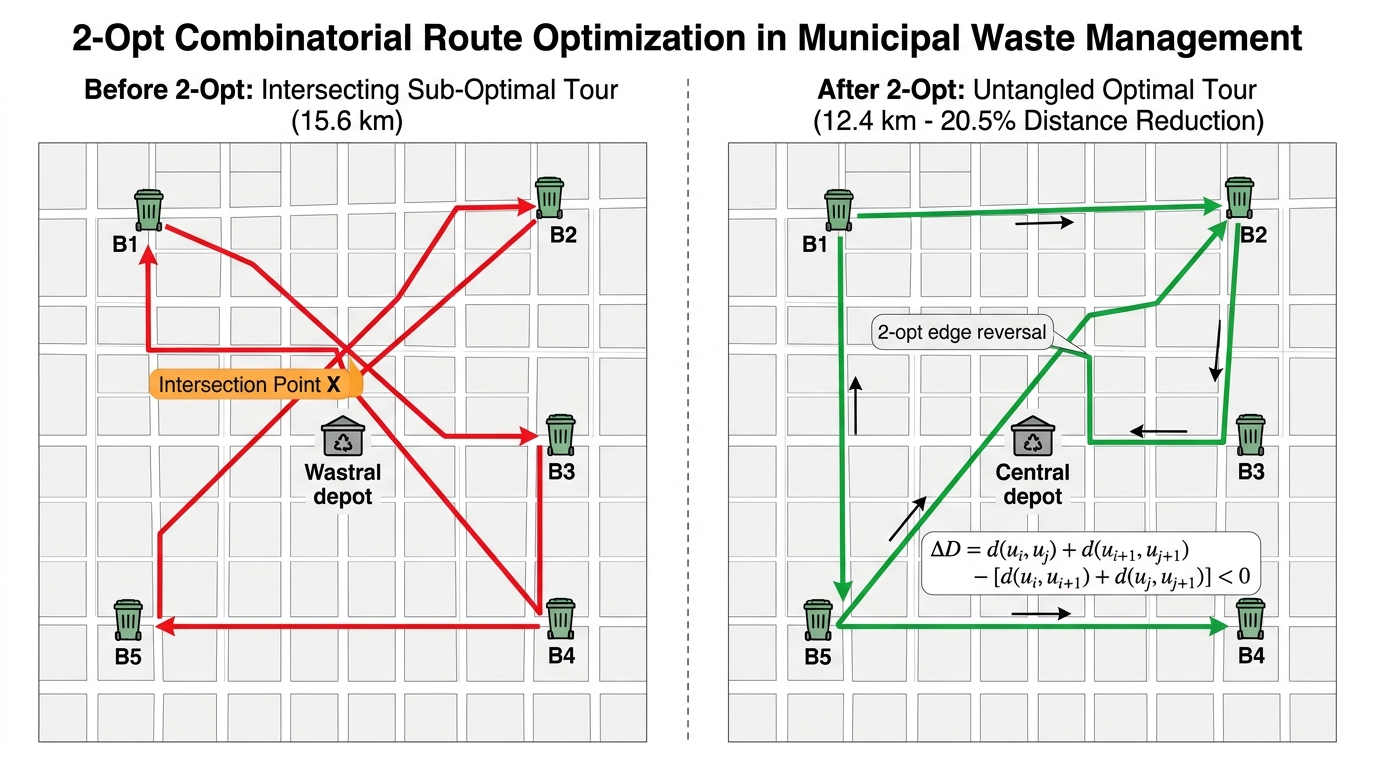 2-Opt Combinatorial Route Optimization in Municipal Waste Management
Before 2-Opt: Intersecting Sub-Optimal Tour
(15.6 km)
B1
B2
Intersection Point X
Wastral
depot
B3
B5
B4
After 2-Opt: Untangled Optimal Tour
(12.4 km - 20.5% Distance Reduction)
B1
B2
2-opt edge reversal
Central
depot
B3
ΔD = d(u_i, u_j) + d(u_{i+1}, u_{j+1})
− [d(u_i, u_{i+1}) + d(u_j, u_{j+1})] < 0
B5
B4